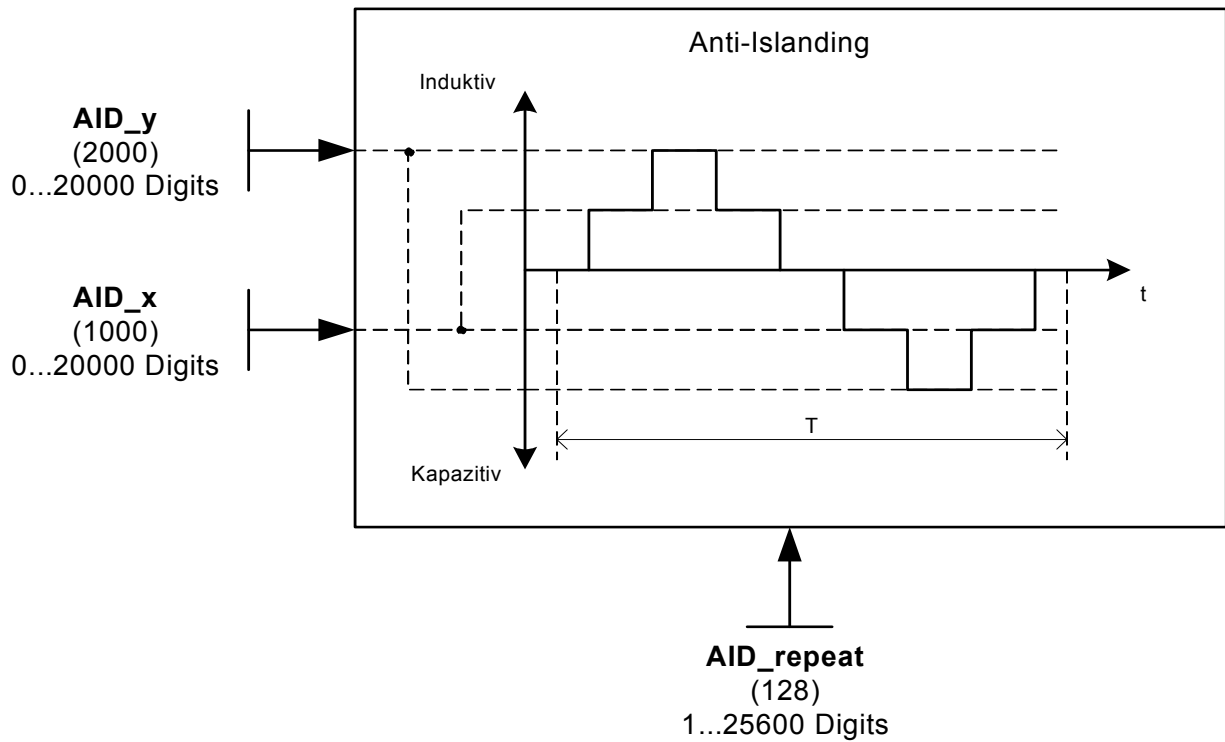 Anti-Islanding
Induktiv
AID_y
(2000)
0...20000 Digits
AID_x
(1000)
0...20000 Digits
t
T
Kapazitiv
AID_repeat
(128)
1...25600 Digits